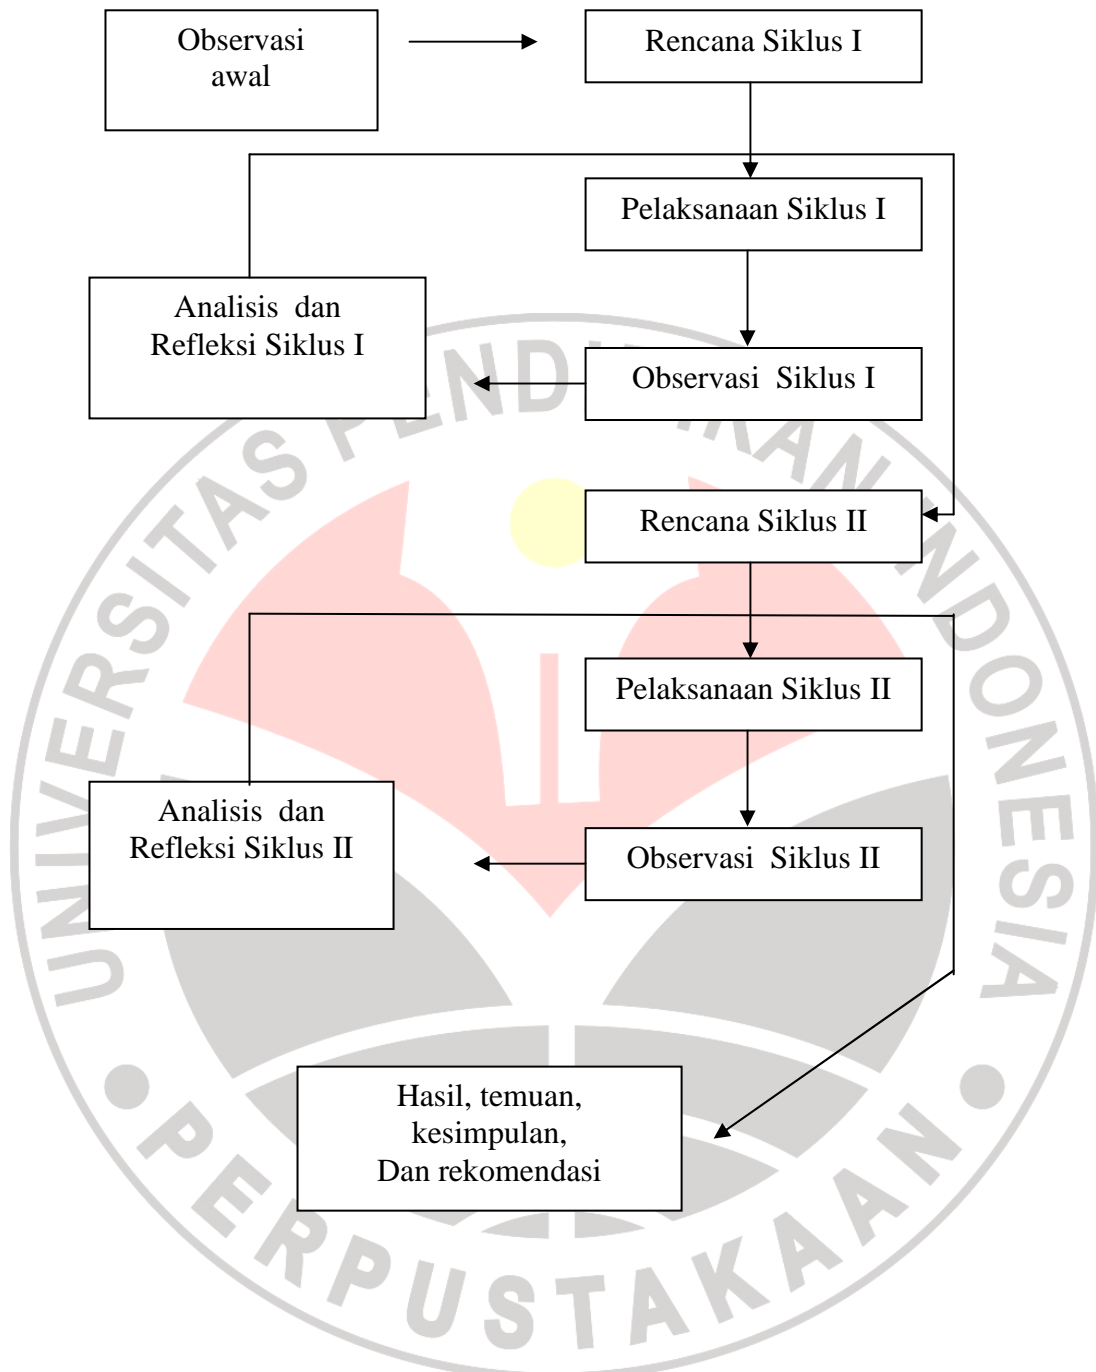 Observasi
awal
Rencana Siklus I
Pelaksanaan Siklus I
Analisis dan
Refleksi Siklus I
Observasi Siklus I
Rencana Siklus II
Pelaksanaan Siklus II
Analisis dan
Refleksi Siklus II
Observasi Siklus II
Hasil, temuan,
kesimpulan,
Dan rekomendasi
UNIVERSITAS PENDIDIKAN INDONESIA
PERPUSTAKAAN